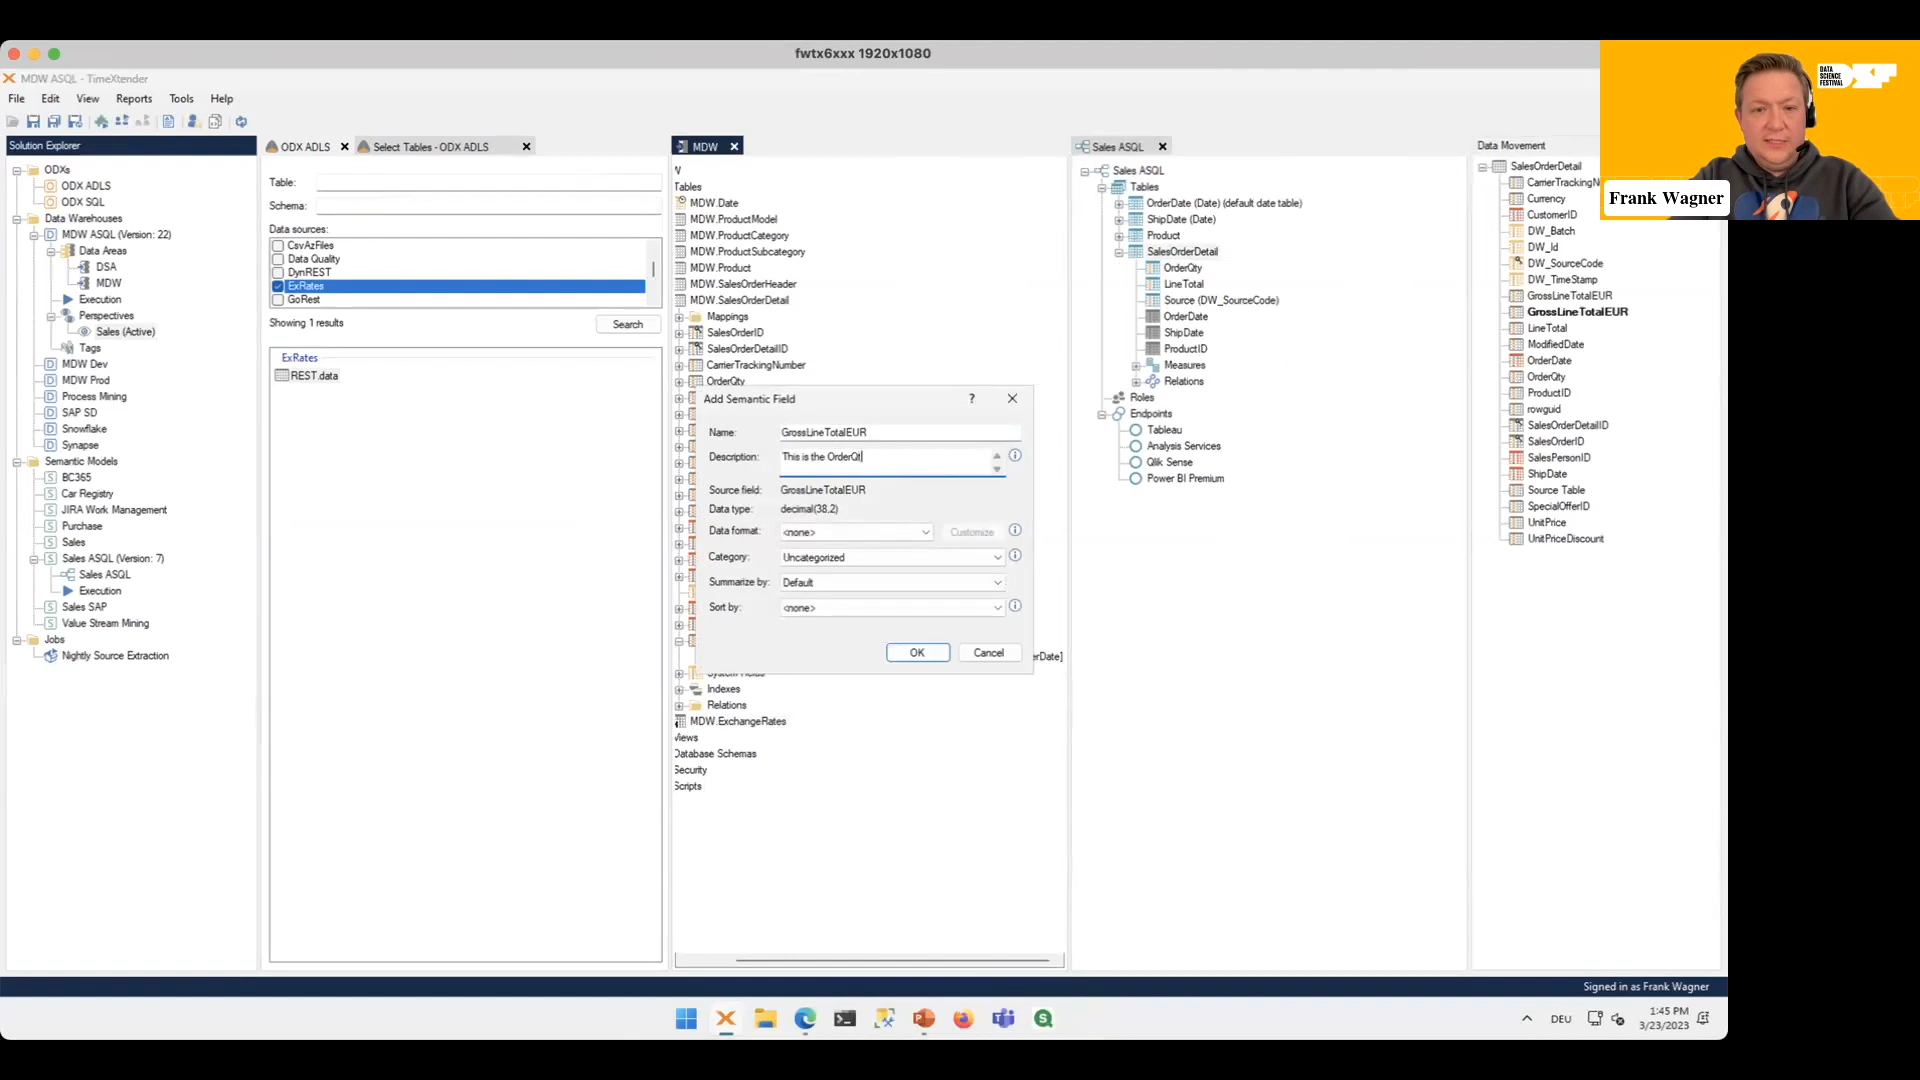 fwtx6xxx 1920x1080
MDW ASQL - TimeXtender
File Edit View Reports Tools Help
Solution Explorer
ODXs
ODX ADLS
ODX SQL
Data Warehouses
MDW ASQL (Version: 22)
Data Areas
DSA
MDW
Execution
Perspectives
Sales (Active)
Tags
MDW Dev
MDW Prod
Process Mining
SAP SD
Snowflake
Synapse
Semantic Models
BC365
Car Registry
JIRA Work Management
Purchase
Sales
Sales ASQL (Version: 7)
Sales ASQL
Execution
Sales SAP
Value Stream Mining
Jobs
Nightly Source Extraction
ODX ADLS
Select Tables - ODX ADLS
Table:
Schema:
Data sources:
CsvAzFiles
Data Quality
DynREST
ExRates
GoRest
Showing 1 results
Search
ExRates
REST.data
MDW
Tables
MDW.Date
MDW.ProductModel
MDW.ProductCategory
MDW.ProductSubcategory
MDW.Product
MDW.SalesOrderHeader
MDW.SalesOrderDetail
Mappings
SalesOrderID
SalesOrderDetailID
CarrierTrackingNumber
OrderQty
Add Semantic Field
?
Name: GrossLineTotalEUR
Description: This is the OrderQt
Source field: GrossLineTotalEUR
Data type: decimal(38,2)
Data format: <none> Customize
Category: Uncategorized
Summarize by: Default
Sort by: <none>
OK Cancel
erDate]
System Fields
Indexes
Relations
MDW.ExchangeRates
Views
Database Schemas
Security
Scripts
Sales ASQL
Sales ASQL
Tables
OrderDate (Date) (default date table)
ShipDate (Date)
Product
SalesOrderDetail
OrderQty
LineTotal
Source (DW_SourceCode)
OrderDate
ShipDate
ProductID
Measures
Relations
Roles
Endpoints
Tableau
Analysis Services
Qlik Sense
Power BI Premium
Data Movement
SalesOrderDetail
CarrierTrackingN
Currency
CustomerID
DW_Batch
DW_Id
DW_SourceCode
DW_TimeStamp
GrossLineTotalEUR
GrossLineTotalEUR
LineTotal
ModifiedDate
OrderDate
OrderQty
ProductID
rowguid
SalesOrderDetailID
SalesOrderID
SalesPersonID
ShipDate
Source Table
SpecialOfferID
UnitPrice
UnitPriceDiscount
DATA
SCIENCE
FESTIVAL
Frank Wagner
Signed in as Frank Wagner
DEU
1:45 PM
3/23/2023